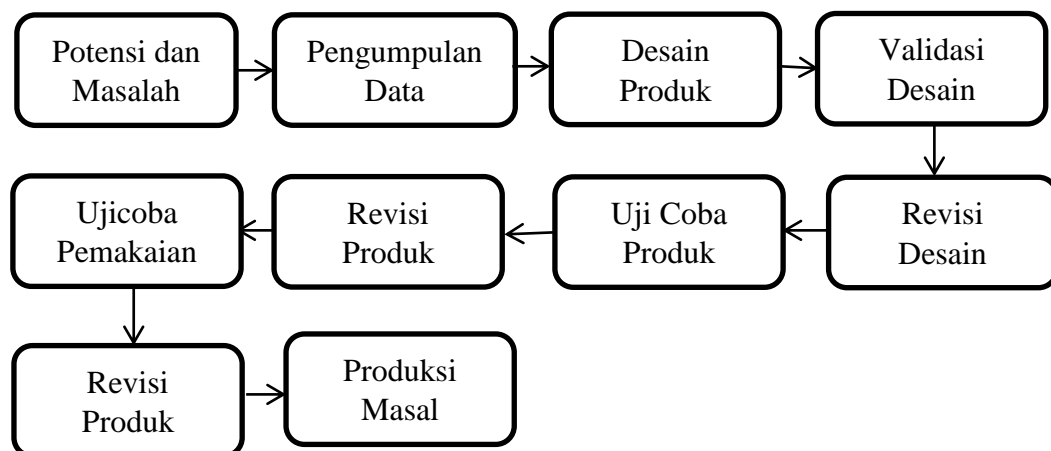 Potensi dan
Masalah
Pengumpulan
Data
Desain
Produk
Validasi
Desain
Revisi
Desain
Uji Coba
Produk
Revisi
Produk
Ujicoba
Pemakaian
Revisi
Produk
Produksi
Masal